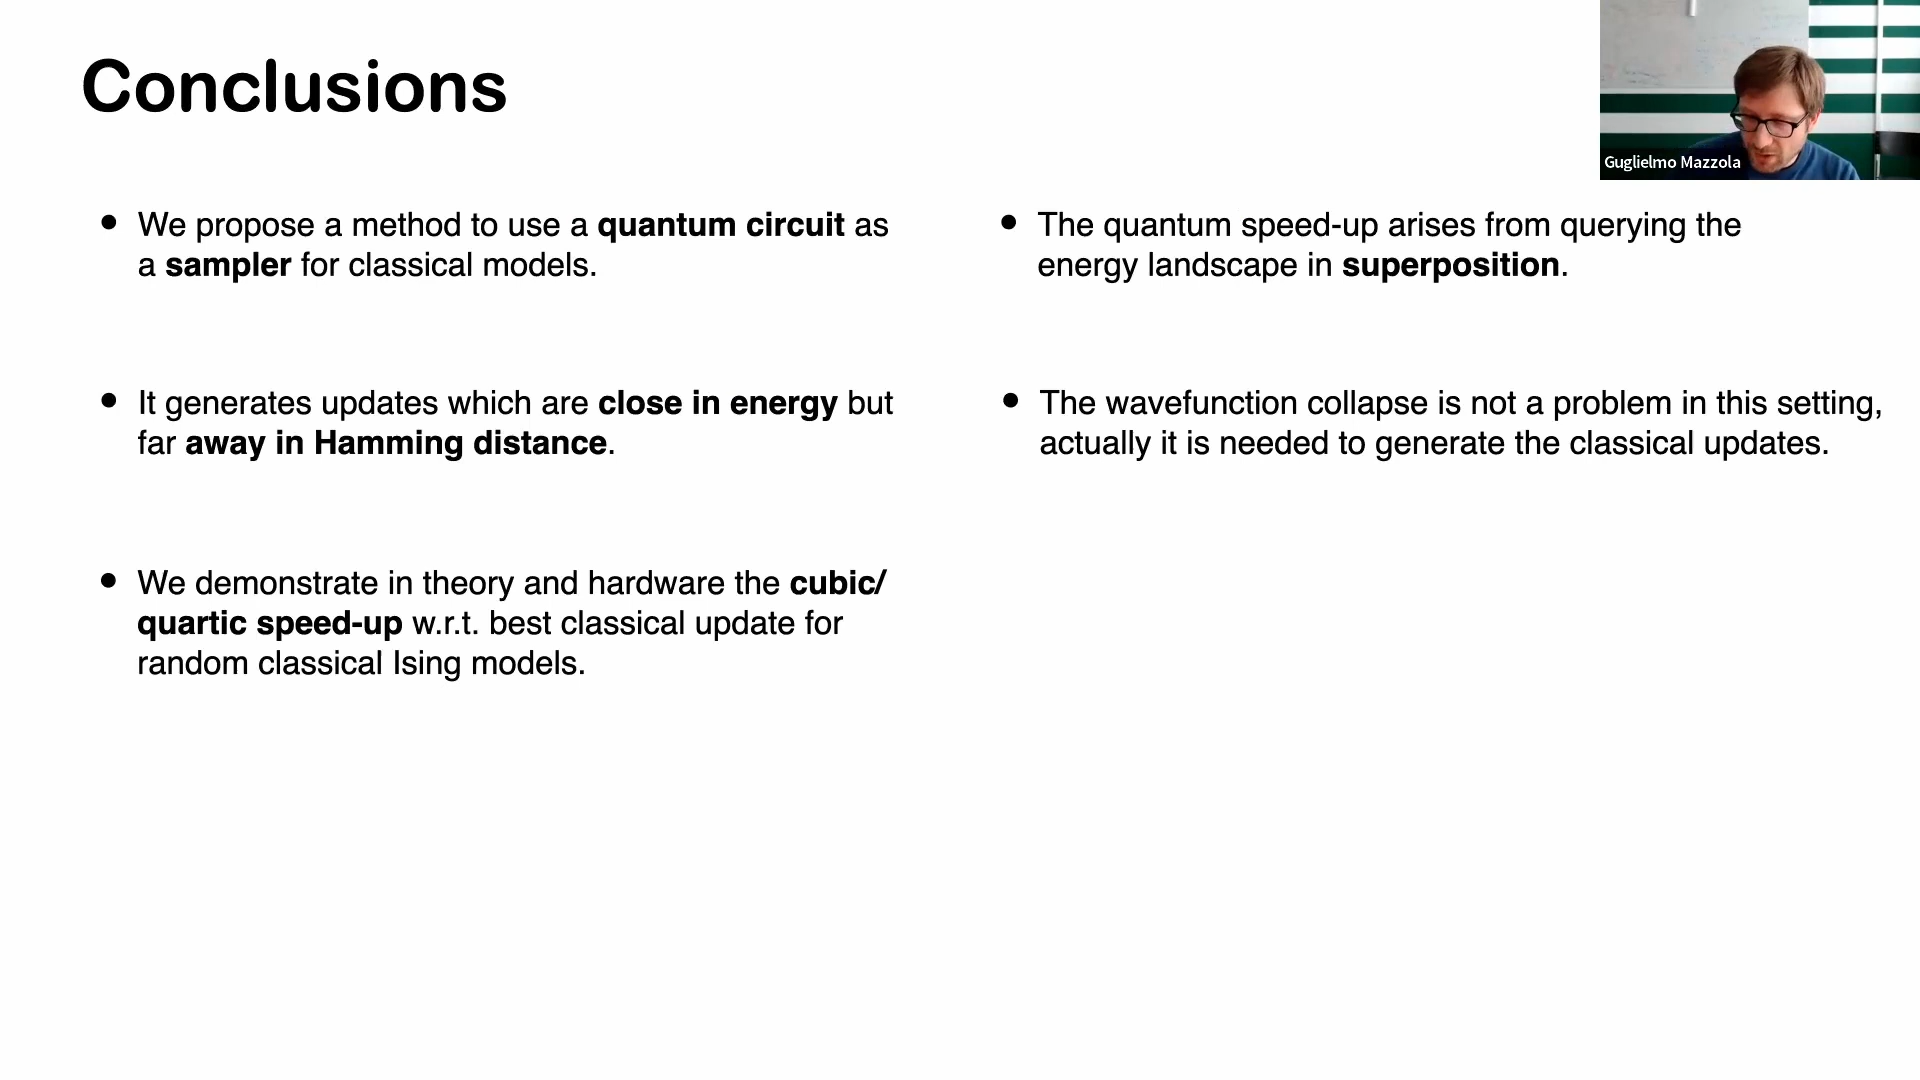 Conclusions
Guglielmo Mazzola
• We propose a method to use a quantum circuit as
a sampler for classical models.
• It generates updates which are close in energy but
far away in Hamming distance.
• We demonstrate in theory and hardware the cubic/
quartic speed-up w.r.t. best classical update for
random classical Ising models.
• The quantum speed-up arises from querying the
energy landscape in superposition.
• The wavefunction collapse is not a problem in this setting,
actually it is needed to generate the classical updates.